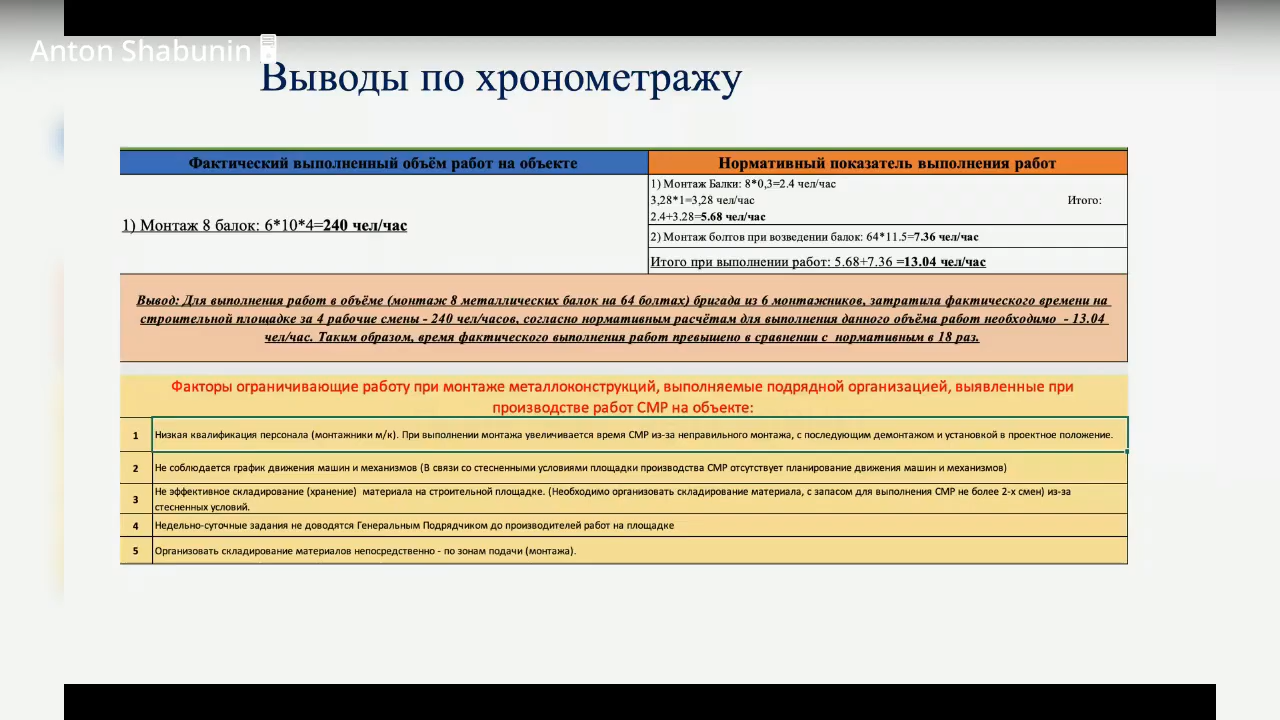 Anton Shabunin
Выводы по хронометражу
Фактический выполненный объём работ на объекте
Нормативный показатель выполнения работ
1) Монтаж 8 балок: 6*10*4=240 чел/час
1) Монтаж Балки: 8*0,3=2.4 чел/час
3,28*1=3,28 чел/час Итого:
2.4+3.28=5.68 чел/час
2) Монтаж болтов при возведении балок: 64*11.5=7.36 чел/час
Итого при выполнении работ: 5.68+7.36 =13.04 чел/час
Вывод: Для выполнения работ в объёме (монтаж 8 металлических балок на 64 болтах) бригада из 6 монтажников, затратила фактического времени на
строительной площадке за 4 рабочие смены - 240 чел/часов, согласно нормативным расчётам для выполнения данного объёма работ необходимо - 13.04
чел/час. Таким образом, время фактического выполнения работ превышено в сравнении с нормативным в 18 раз.
Факторы ограничивающие работу при монтаже металлоконструкций, выполняемые подрядной организацией, выявленные при
производстве работ СМР на объекте:
1 Низкая квалификация персонала (монтажники м/к). При выполнении монтажа увеличивается время СМР из-за неправильного монтажа, с последующим демонтажом и установкой в проектное положение.
2 Не соблюдается график движения машин и механизмов (В связи со стесненными условиями площадки производства СМР отсутствует планирование движения машин и механизмов)
3 Не эффективное складирование (хранение) материала на строительной площадке. (Необходимо организовать складирование материала, с запасом для выполнения СМР не более 2-х смен) из-за
стесненных условий.
4 Недельно-суточные задания не доводятся Генеральным Подрядчиком до производителей работ на площадке
5 Организовать складирование материалов непосредственно - по зонам подачи (монтажа).